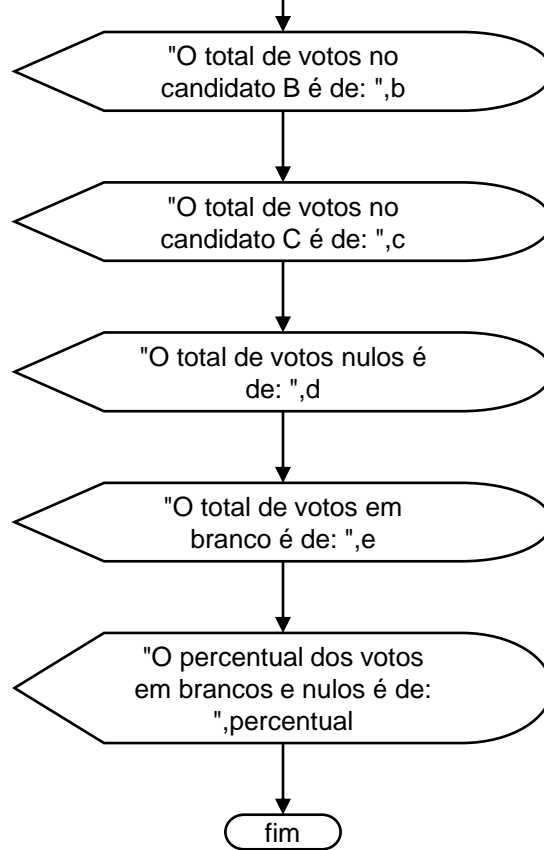 "O total de votos no
candidato B é de: ",b
"O total de votos no
candidato C é de: ",c
"O total de votos nulos é
de: ",d
"O total de votos em
branco é de: ",e
"O percentual dos votos
em brancos e nulos é de:
",percentual
fim